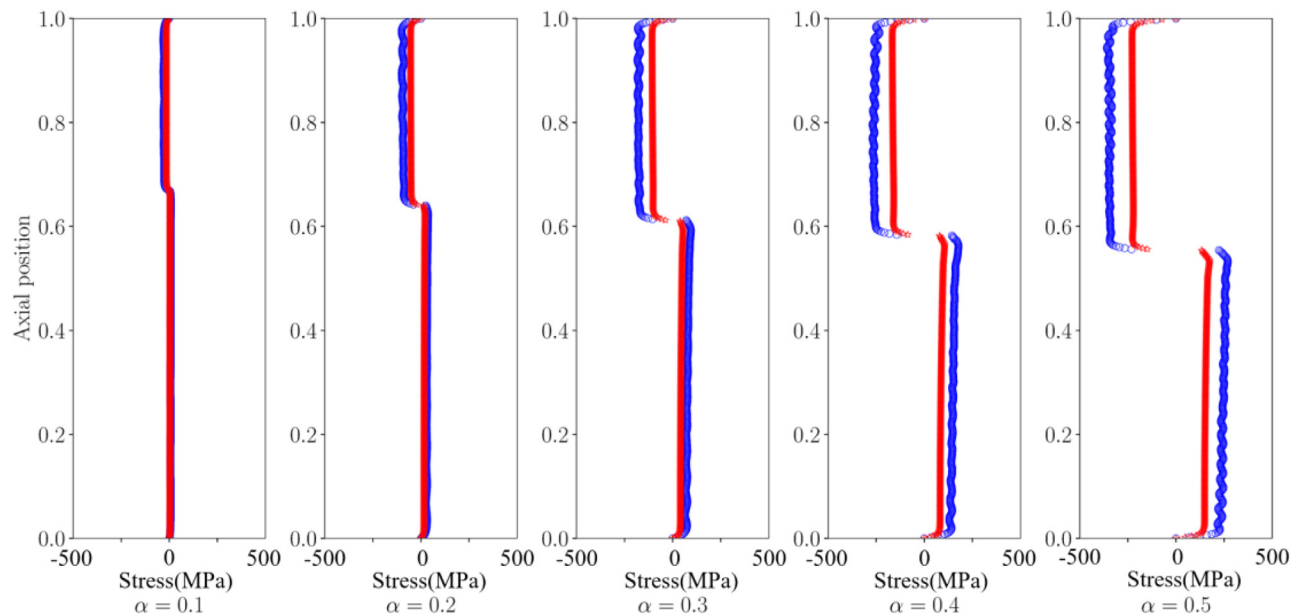 1.0 1.0 1.0 1.0 1.0
0.8 0.8 0.8 0.8 0.8
0.6 0.6 0.6 0.6 0.6
Axial position
0.4 0.4 0.4 0.4 0.4
0.2 0.2 0.2 0.2 0.2
0.0 0.0 0.0 0.0 0.0
-500 0 500 -500 0 500 -500 0 500 -500 0 500 -500 0 500
Stress(MPa) Stress(MPa) Stress(MPa) Stress(MPa) Stress(MPa)
α = 0.1 α = 0.2 α = 0.3 α = 0.4 α = 0.5